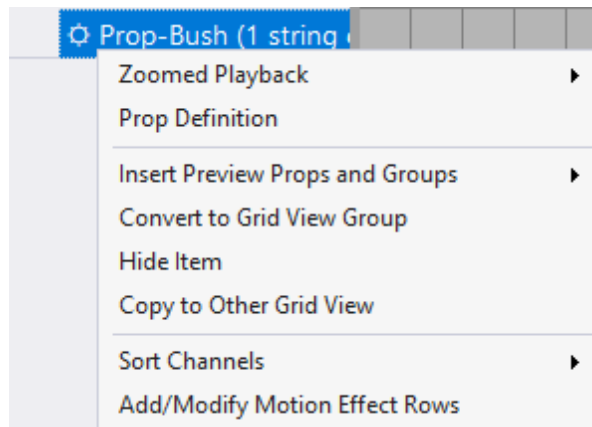 Prop-Bush (1 string
Zoomed Playback
Prop Definition
Insert Preview Props and Groups
Convert to Grid View Group
Hide Item
Copy to Other Grid View
Sort Channels
Add/Modify Motion Effect Rows